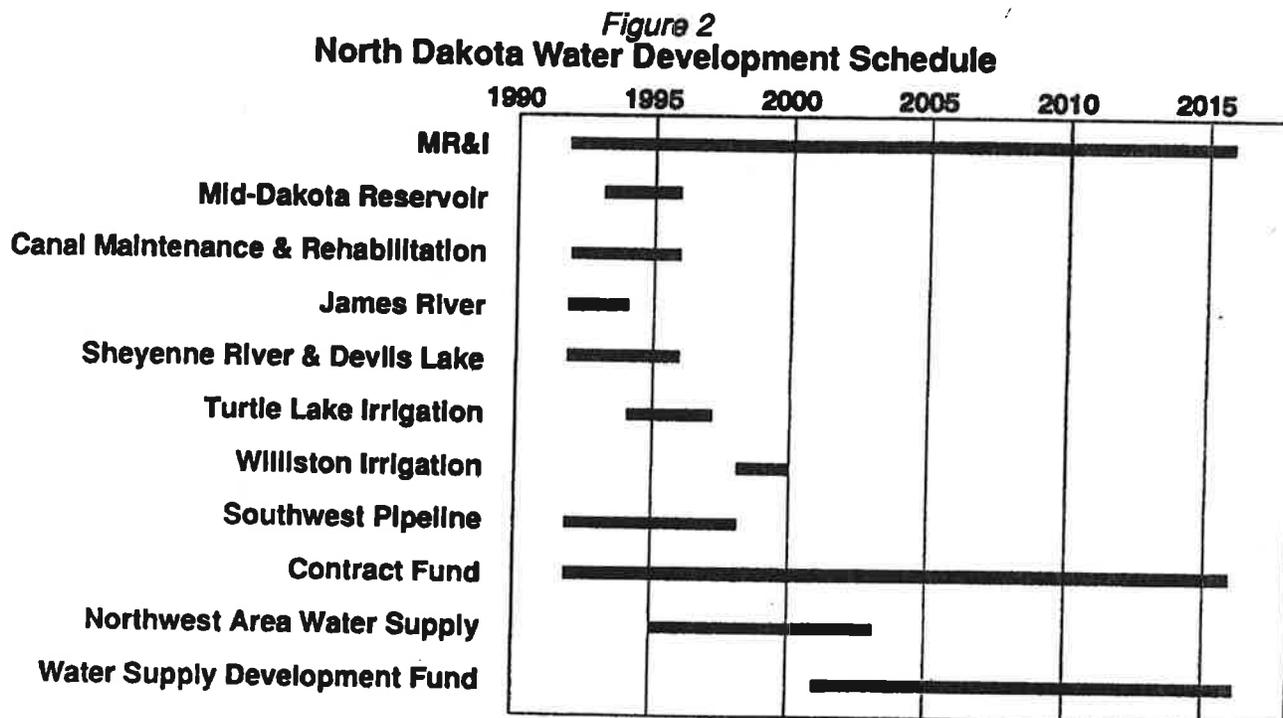 Figure 2
North Dakota Water Development Schedule
1990 1995 2000 2005 2010 2015
MR&I
Mid-Dakota Reservoir
Canal Maintenance & Rehabilitation
James River
Sheyenne River & Devils Lake
Turtle Lake Irrigation
Williston Irrigation
Southwest Pipeline
Contract Fund
Northwest Area Water Supply
Water Supply Development Fund